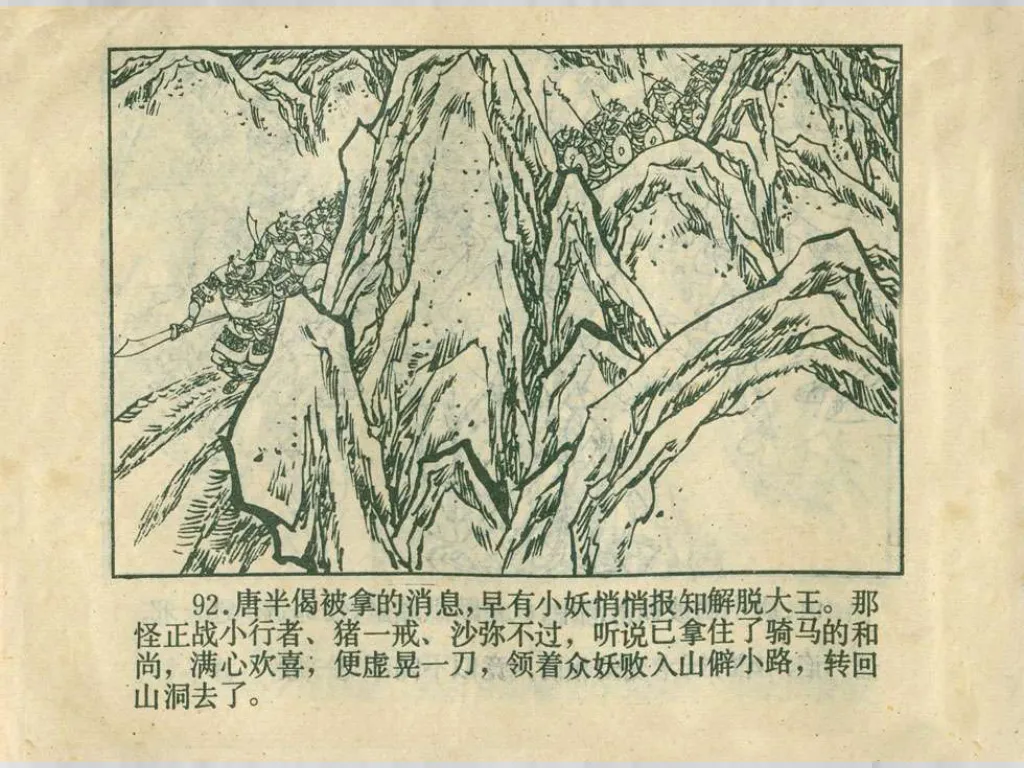 92.唐半偈被拿的消息,早有小妖悄悄报知解脱大王。那
怪正战小行者、猪一戒、沙弥不过，听说已拿住了骑马的和
尚，满心欢喜；便虚晃一刀，领着众妖败入山僻小路，转回
山洞去了。